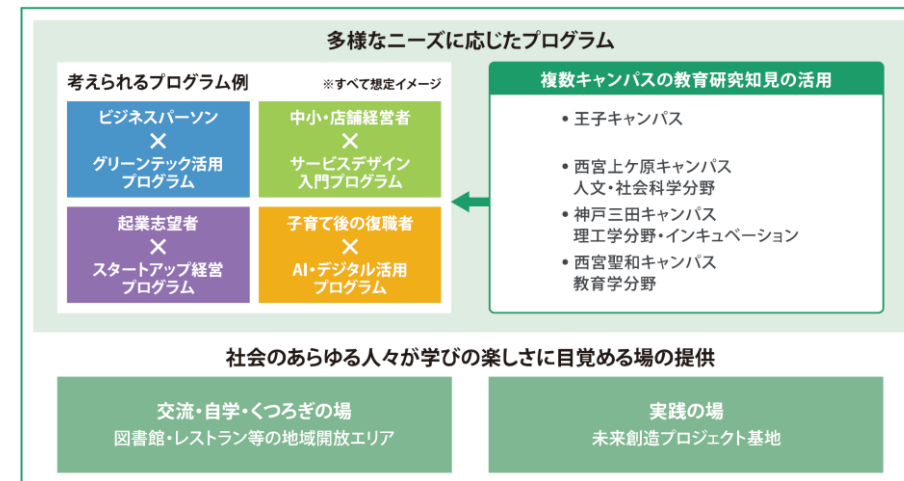 多様なニーズに応じたプログラム
考えられるプログラム例
※すべて想定イメージ
ビジネスパーソン
×
グリーンテック活用
プログラム
中小・店舗経営者
×
サービスデザイン
入門プログラム
起業志望者
×
スタートアップ経営
プログラム
子育て後の復職者
×
AI・デジタル活用
プログラム
複数キャンパスの教育研究知見の活用
• 王子キャンパス
• 西宮上ケ原キャンパス
人文・社会科学分野
• 神戸三田キャンパス
理工学分野・インキュベーション
• 西宮聖和キャンパス
教育学分野
社会のあらゆる人々が学びの楽しさに目覚める場の提供
交流・自学・くつろぎの場
図書館・レストラン等の地域開放エリア
実践の場
未来創造プロジェクト基地